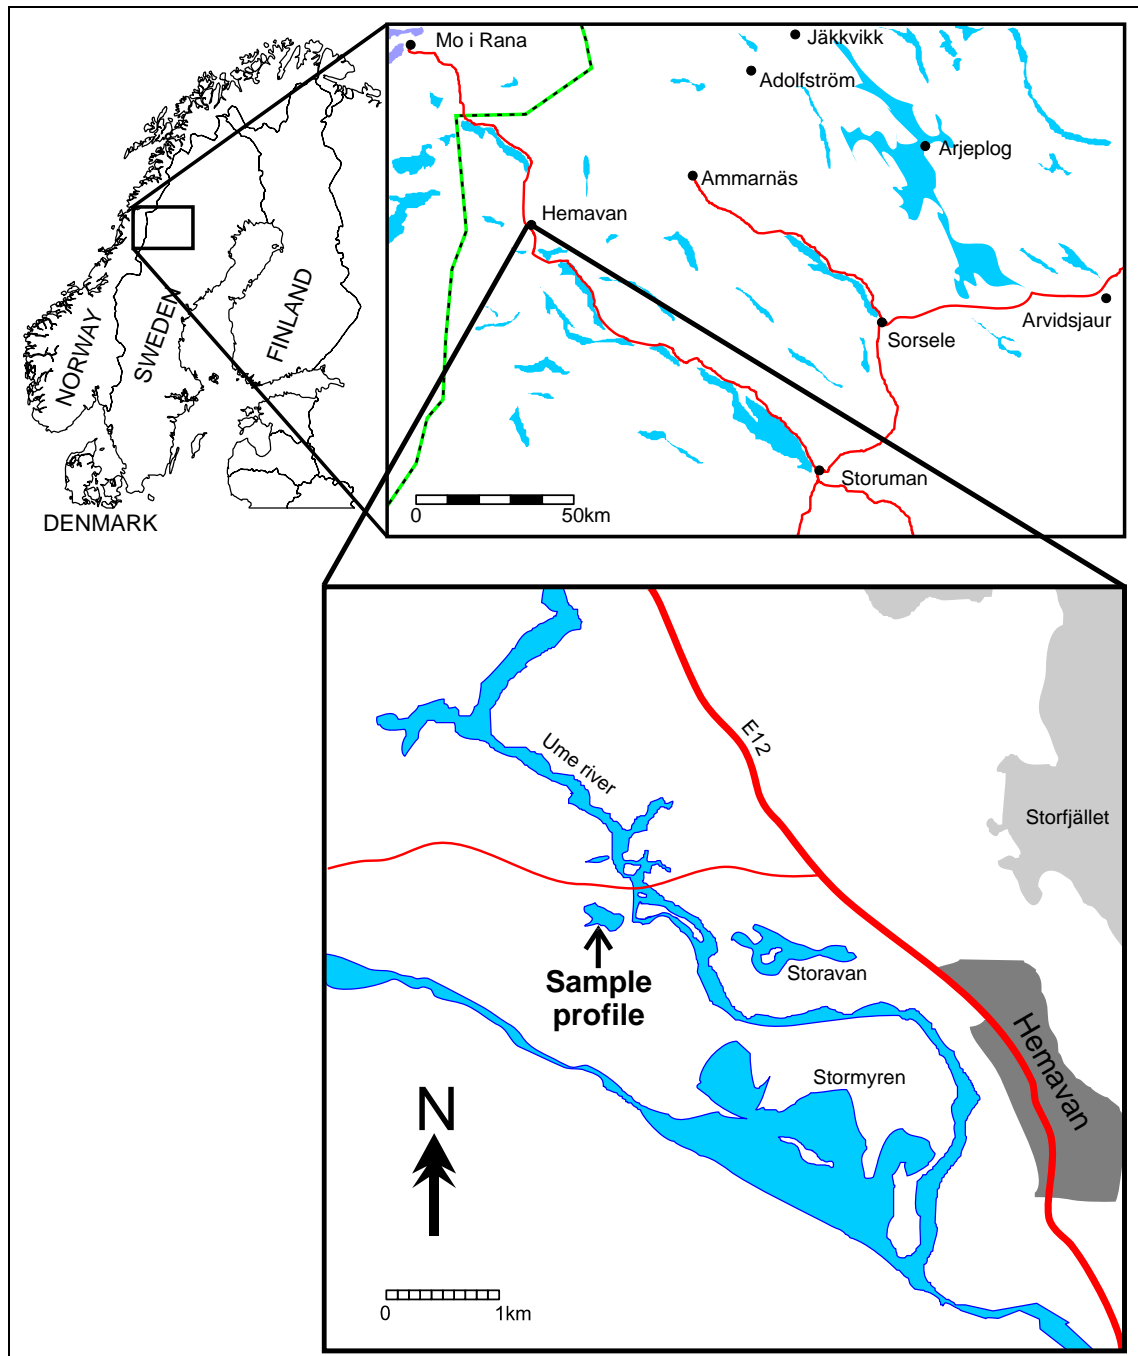 NORWAY
SWEDEN
FINLAND
DENMARK
Mo i Rana
Jäkkvikk
Adolfström
Arjeplog
Ammarnäs
Hemavan
Arvidsjaur
Sorsele
Storuman
0 50km
E12
Ume river
Storfjället
Storavan
Sample
profile
Hemavan
Stormyren
N
0 1km